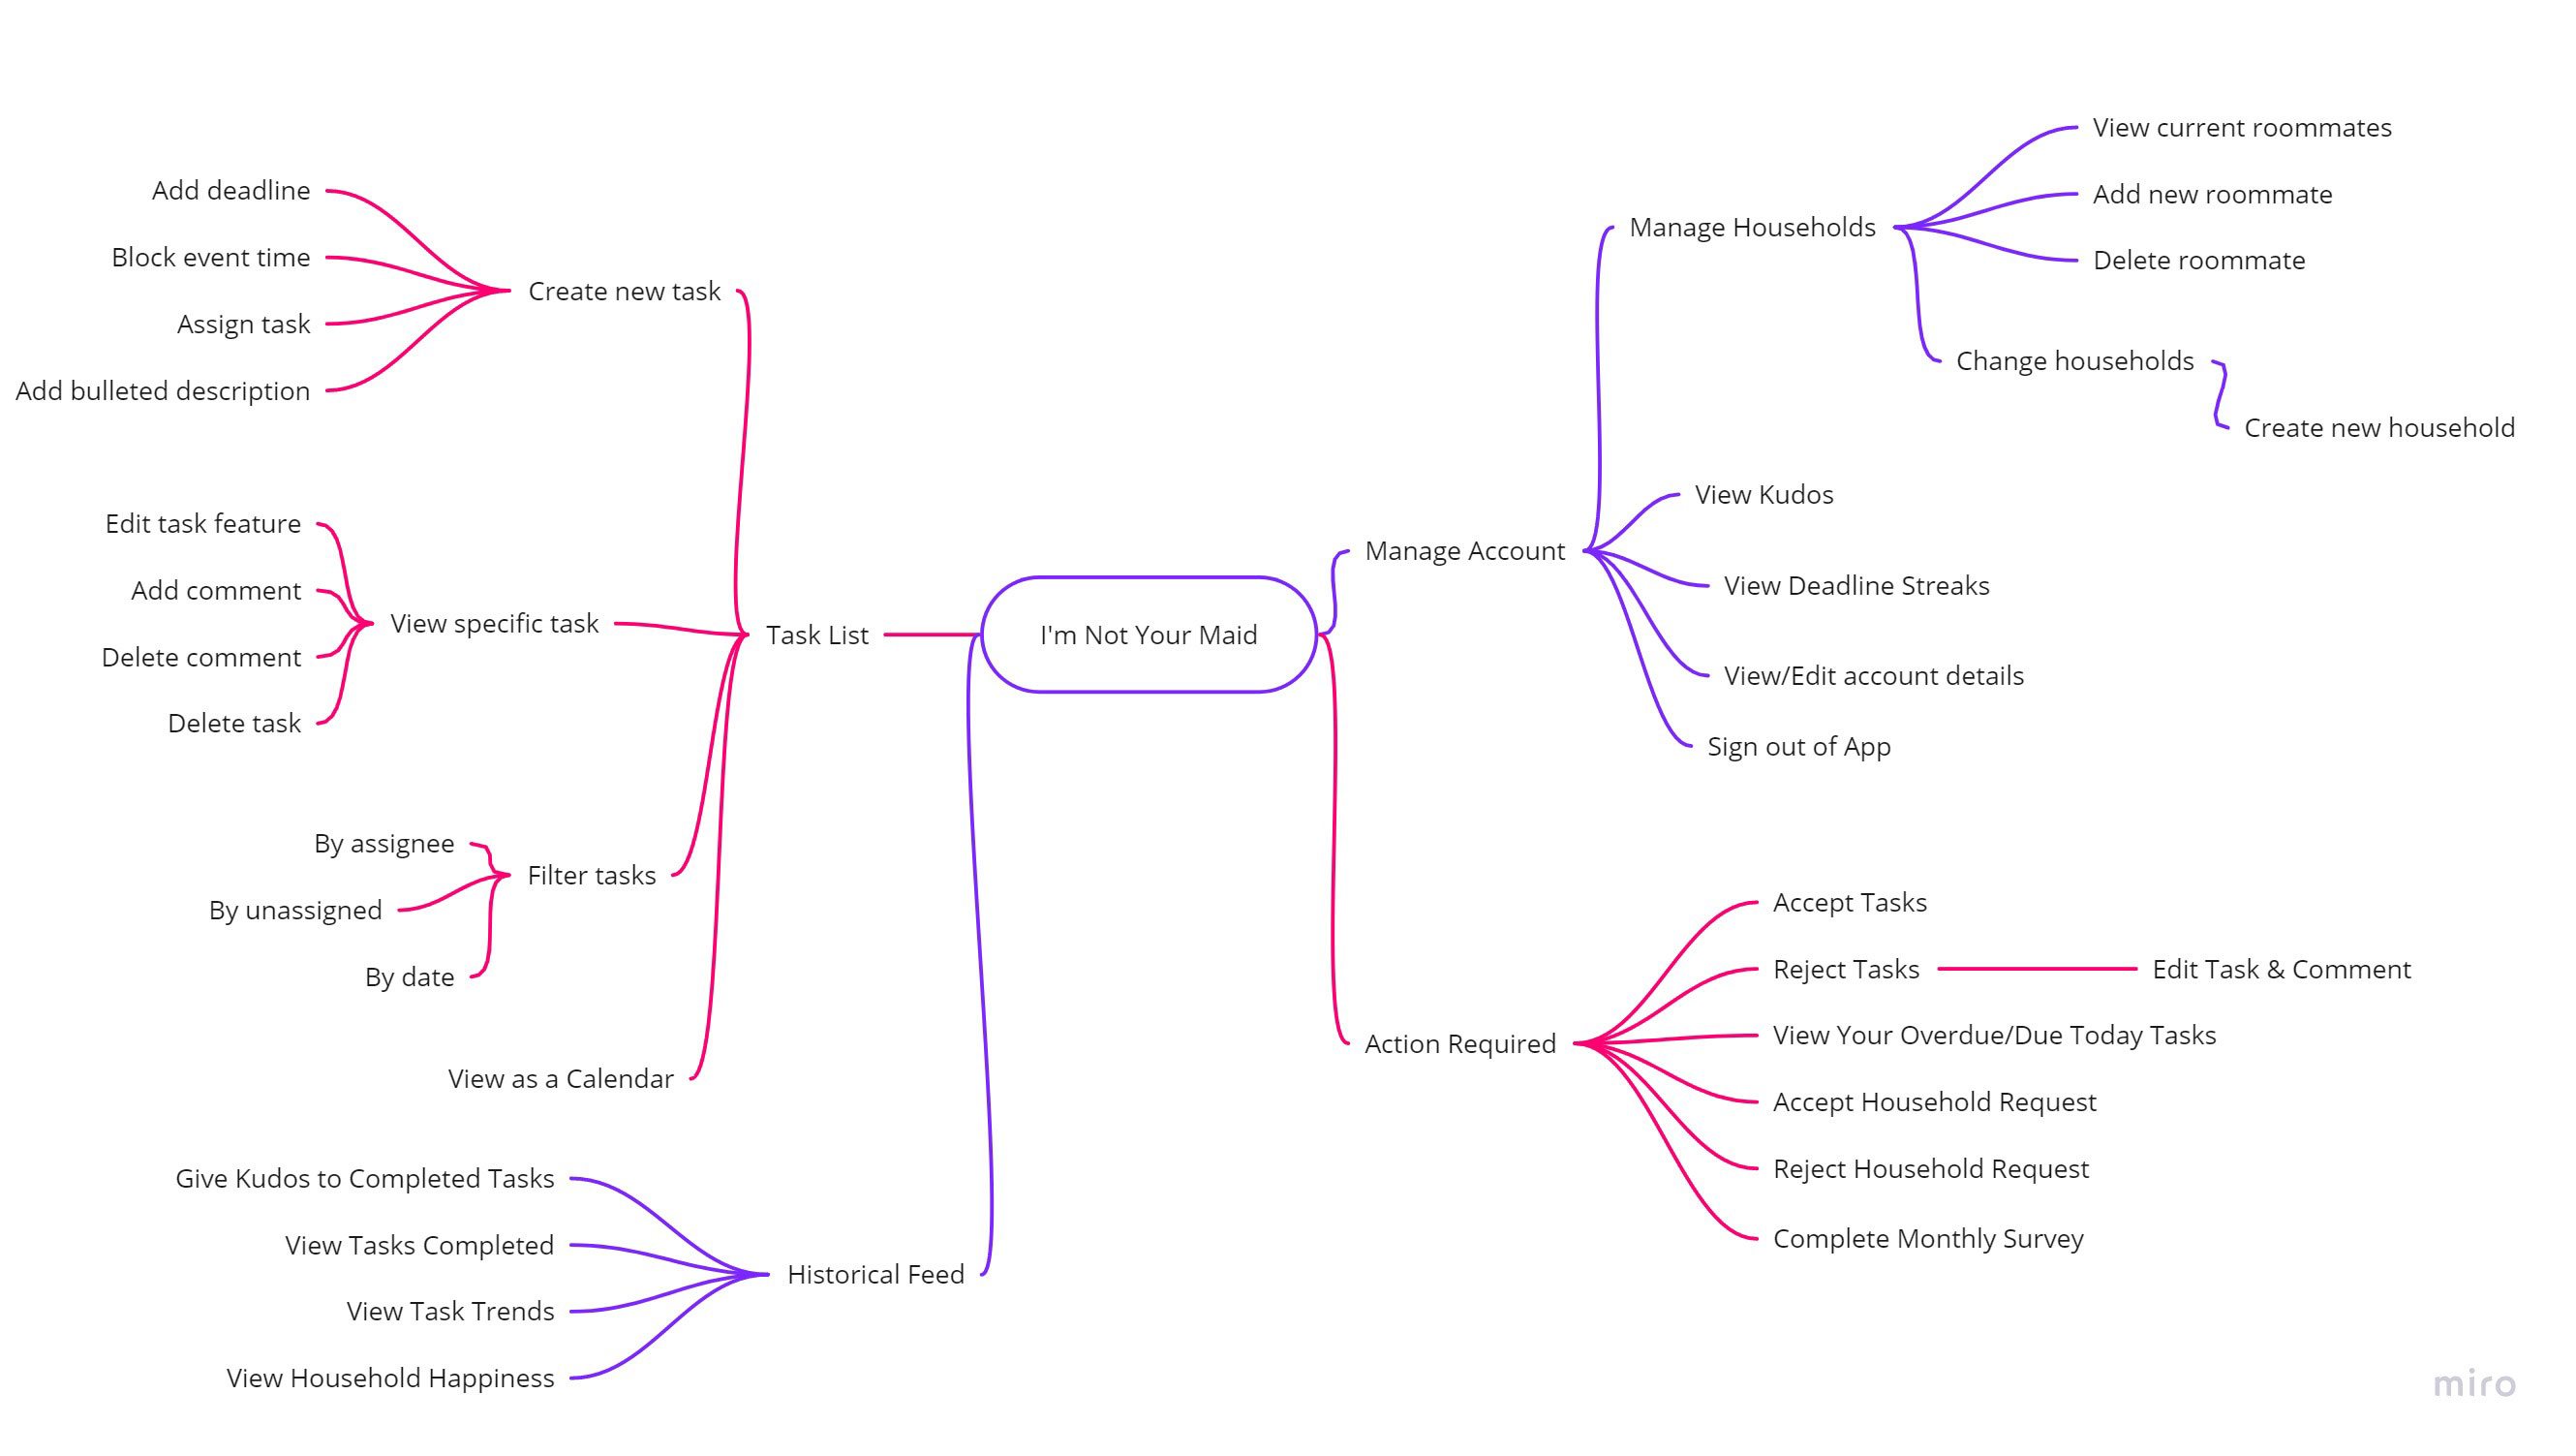 Add deadline
Block event time
Assign task
Add bulleted description
Create new task
Edit task feature
Add comment
Delete comment
Delete task
View specific task
By assignee
By unassigned
By date
Filter tasks
View as a Calendar
Task List
Give Kudos to Completed Tasks
View Tasks Completed
View Task Trends
View Household Happiness
Historical Feed
I'm Not Your Maid
Manage Account
Manage Households
View current roommates
Add new roommate
Delete roommate
Change households
Create new household
View Kudos
View Deadline Streaks
View/Edit account details
Sign out of App
Action Required
Accept Tasks
Reject Tasks
Edit Task & Comment
View Your Overdue/Due Today Tasks
Accept Household Request
Reject Household Request
Complete Monthly Survey
miro